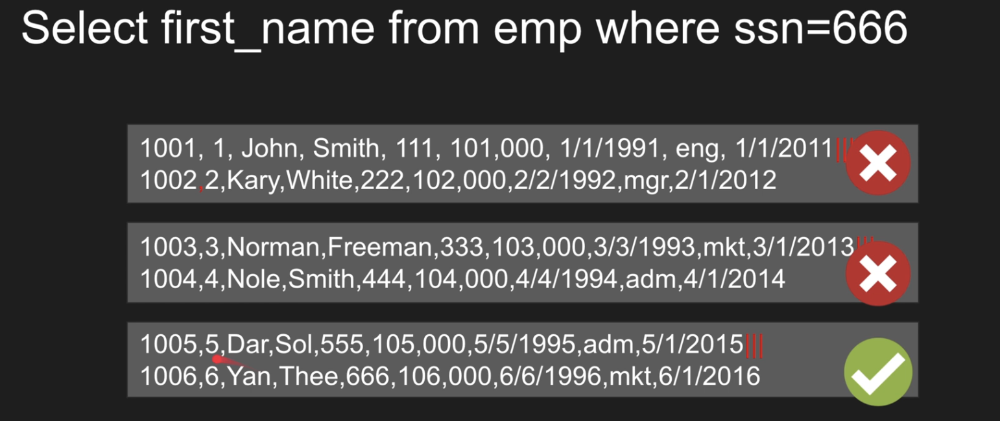 Select first_name from emp where ssn=666
1001, 1, John, Smith, 111, 101,000, 1/1/1991, eng, 1/1/2011|||
1002,2,Kary,White,222,102,000,2/2/1992,mgr,2/1/2012
1003,3,Norman,Freeman,333,103,000,3/3/1993,mkt,3/1/2013|||
1004,4,Nole,Smith,444,104,000,4/4/1994,adm,4/1/2014
1005,5,Dar,Sol,555,105,000,5/5/1995,adm,5/1/2015|||
1006,6,Yan,Thee,666,106,000,6/6/1996,mkt,6/1/2016